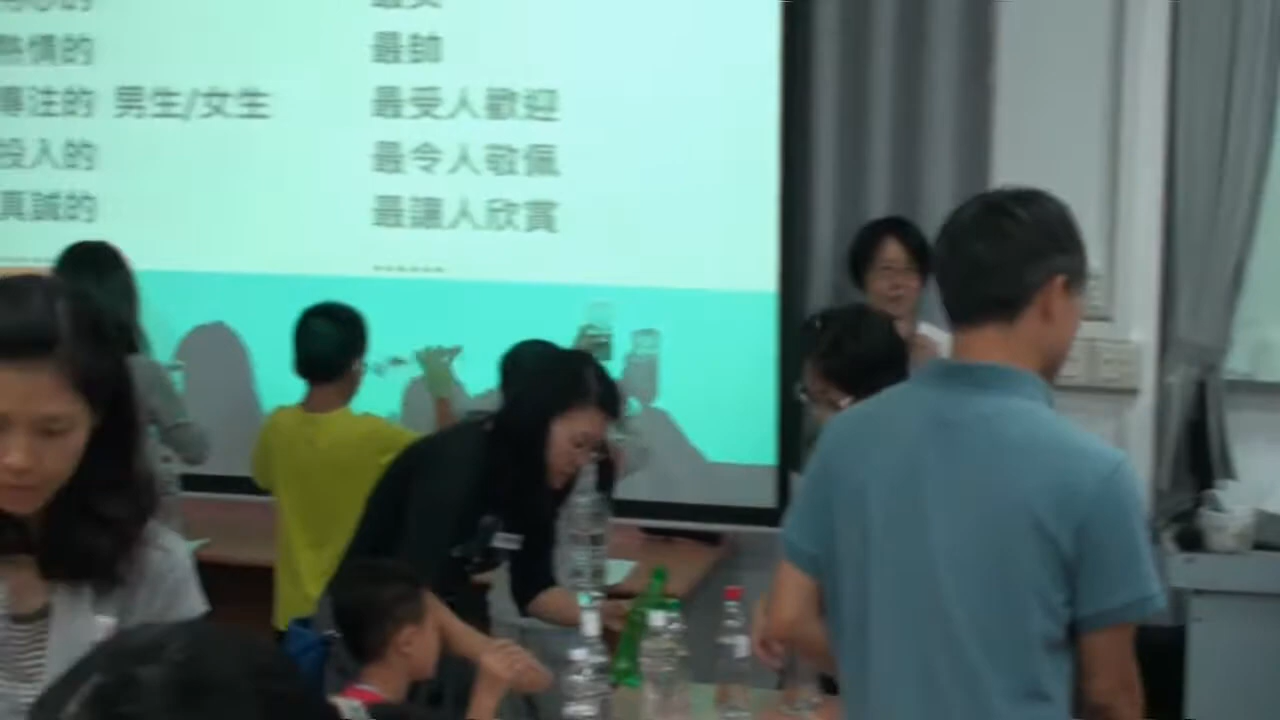 熱情的 最帥
專注的 男生/女生 最受人歡迎
投入的 最令人敬佩
真誠的 最讓人欣賞
......